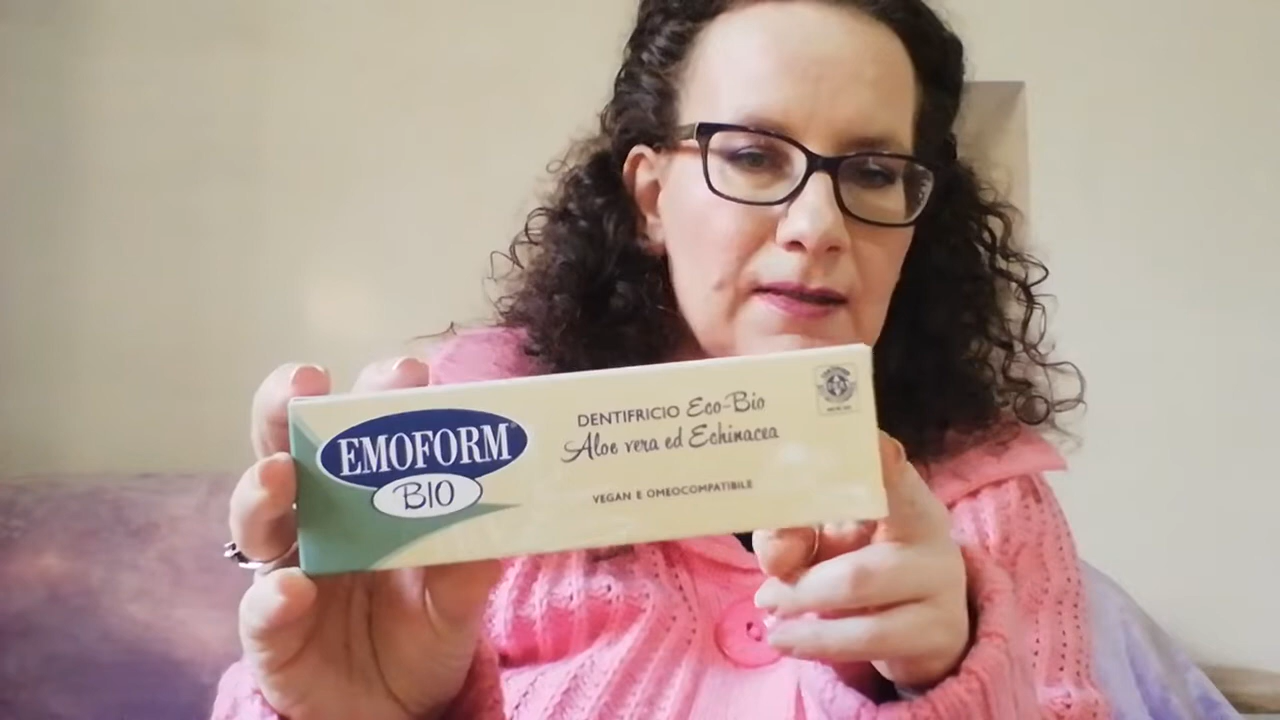 EMOFORM
BIO
DENTIFRICIO Eco-Bio
Aloe vera ed Echinacea
VEGAN E OMEOCOMPATIBILE